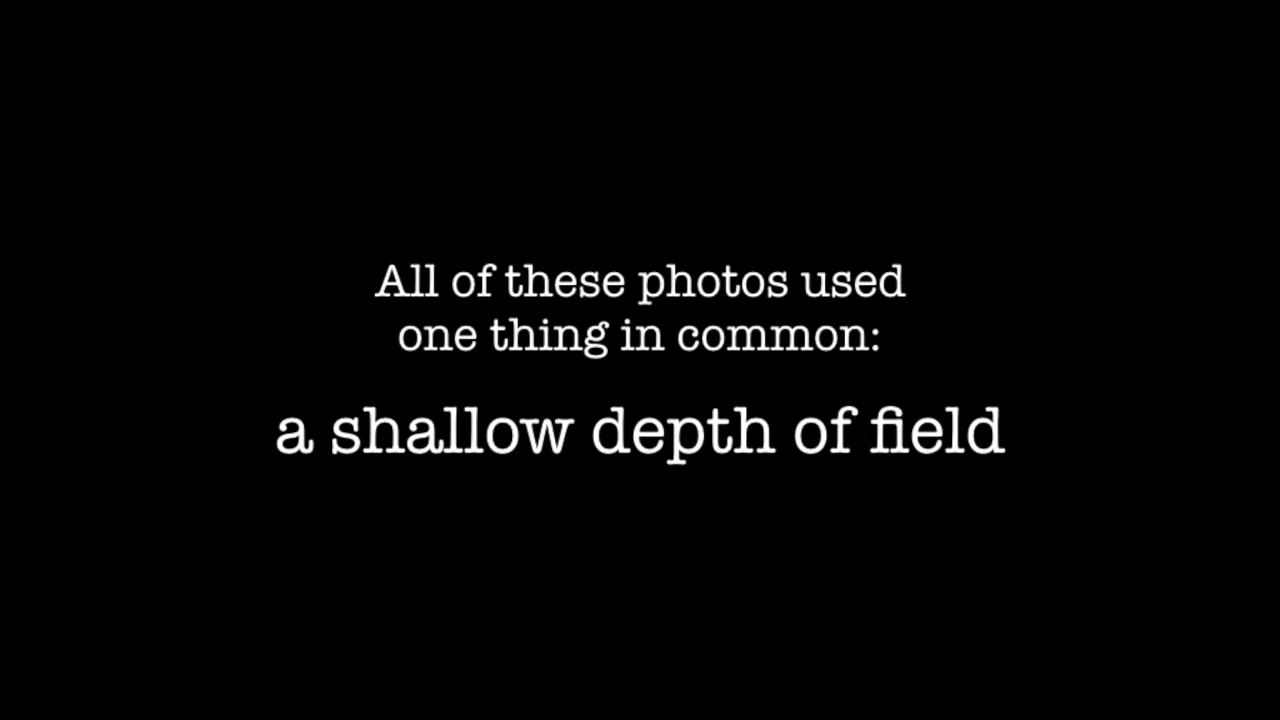 All of these photos used
one thing in common:
a shallow depth of field